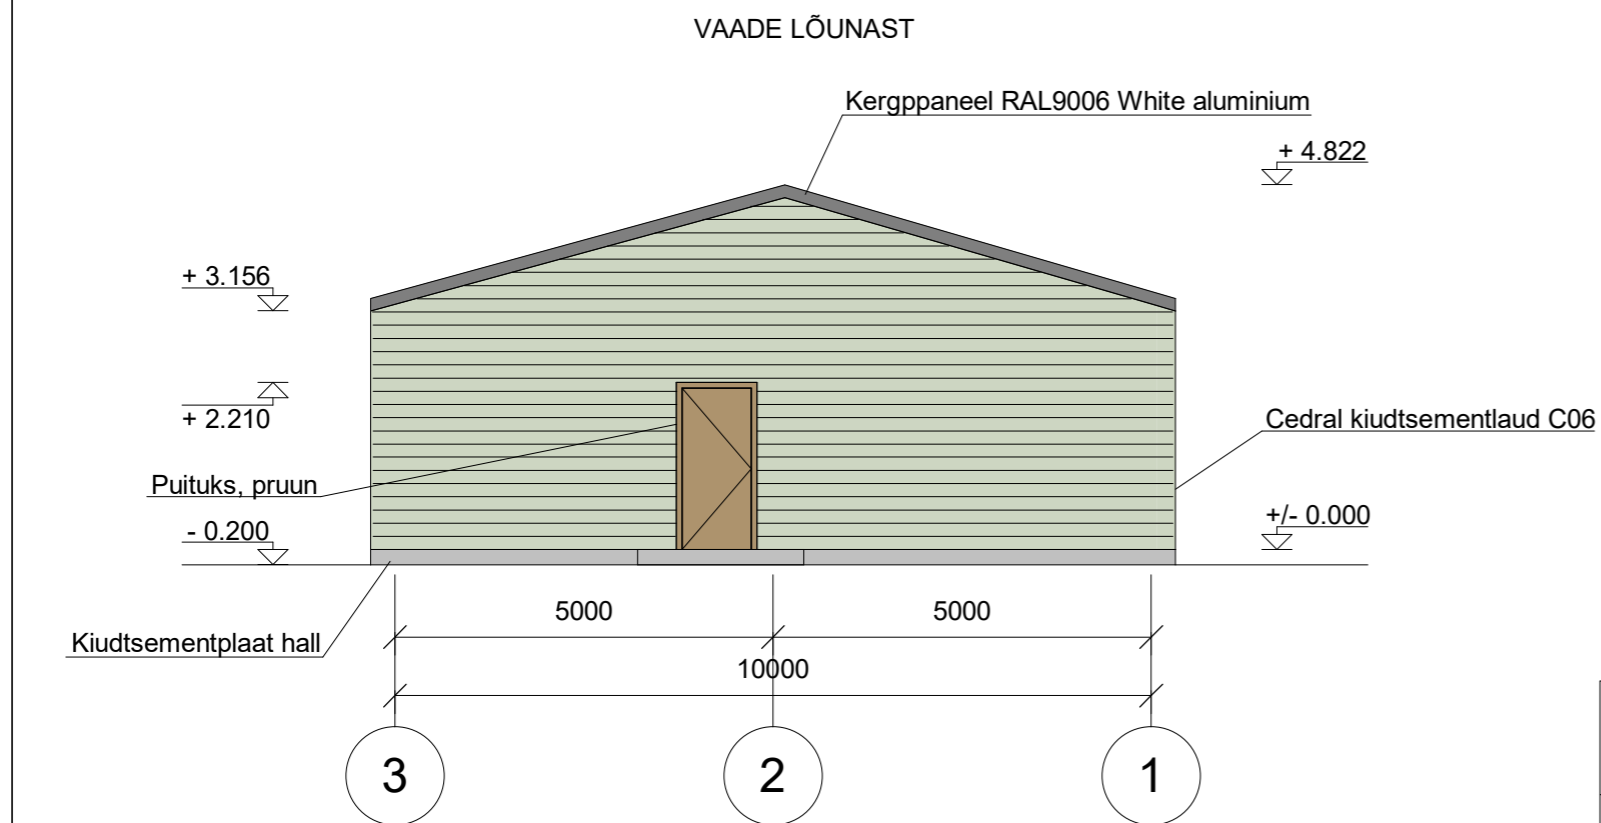 VAADE LÕUNAST
Kergppaneel RAL9006 White aluminium
+ 4.822
+ 3.156
+ 2.210
Cedral kiudtsementlaud C06
Puituks, pruun
+/- 0.000
- 0.200
5000
5000
Kiudtsementplaat hall
10000
3
2
1